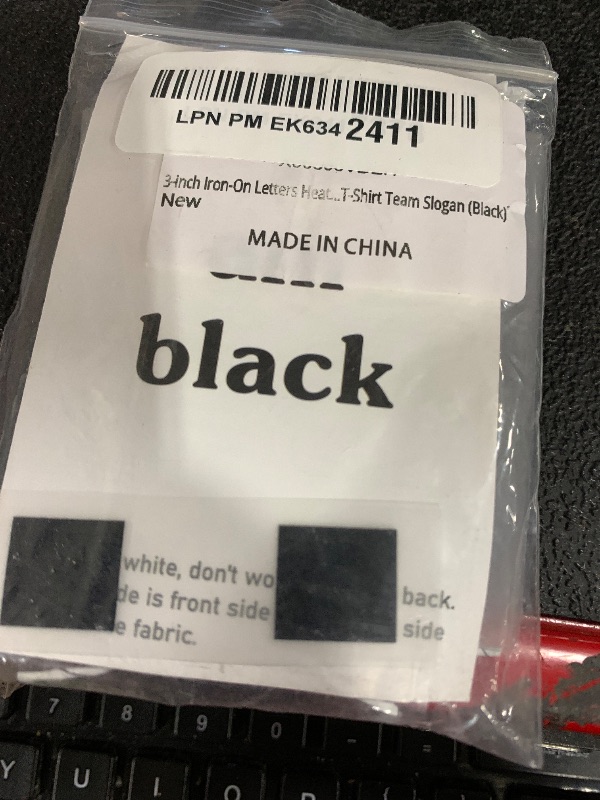 LPN PM EK634 2411
3-inch Iron-On Letters Heat...T-Shirt Team Slogan (Black)
New
MADE IN CHINA
black
white, don't wo back.
de is front side side
e fabric.
7 8 9 0 - =
Y U I O P